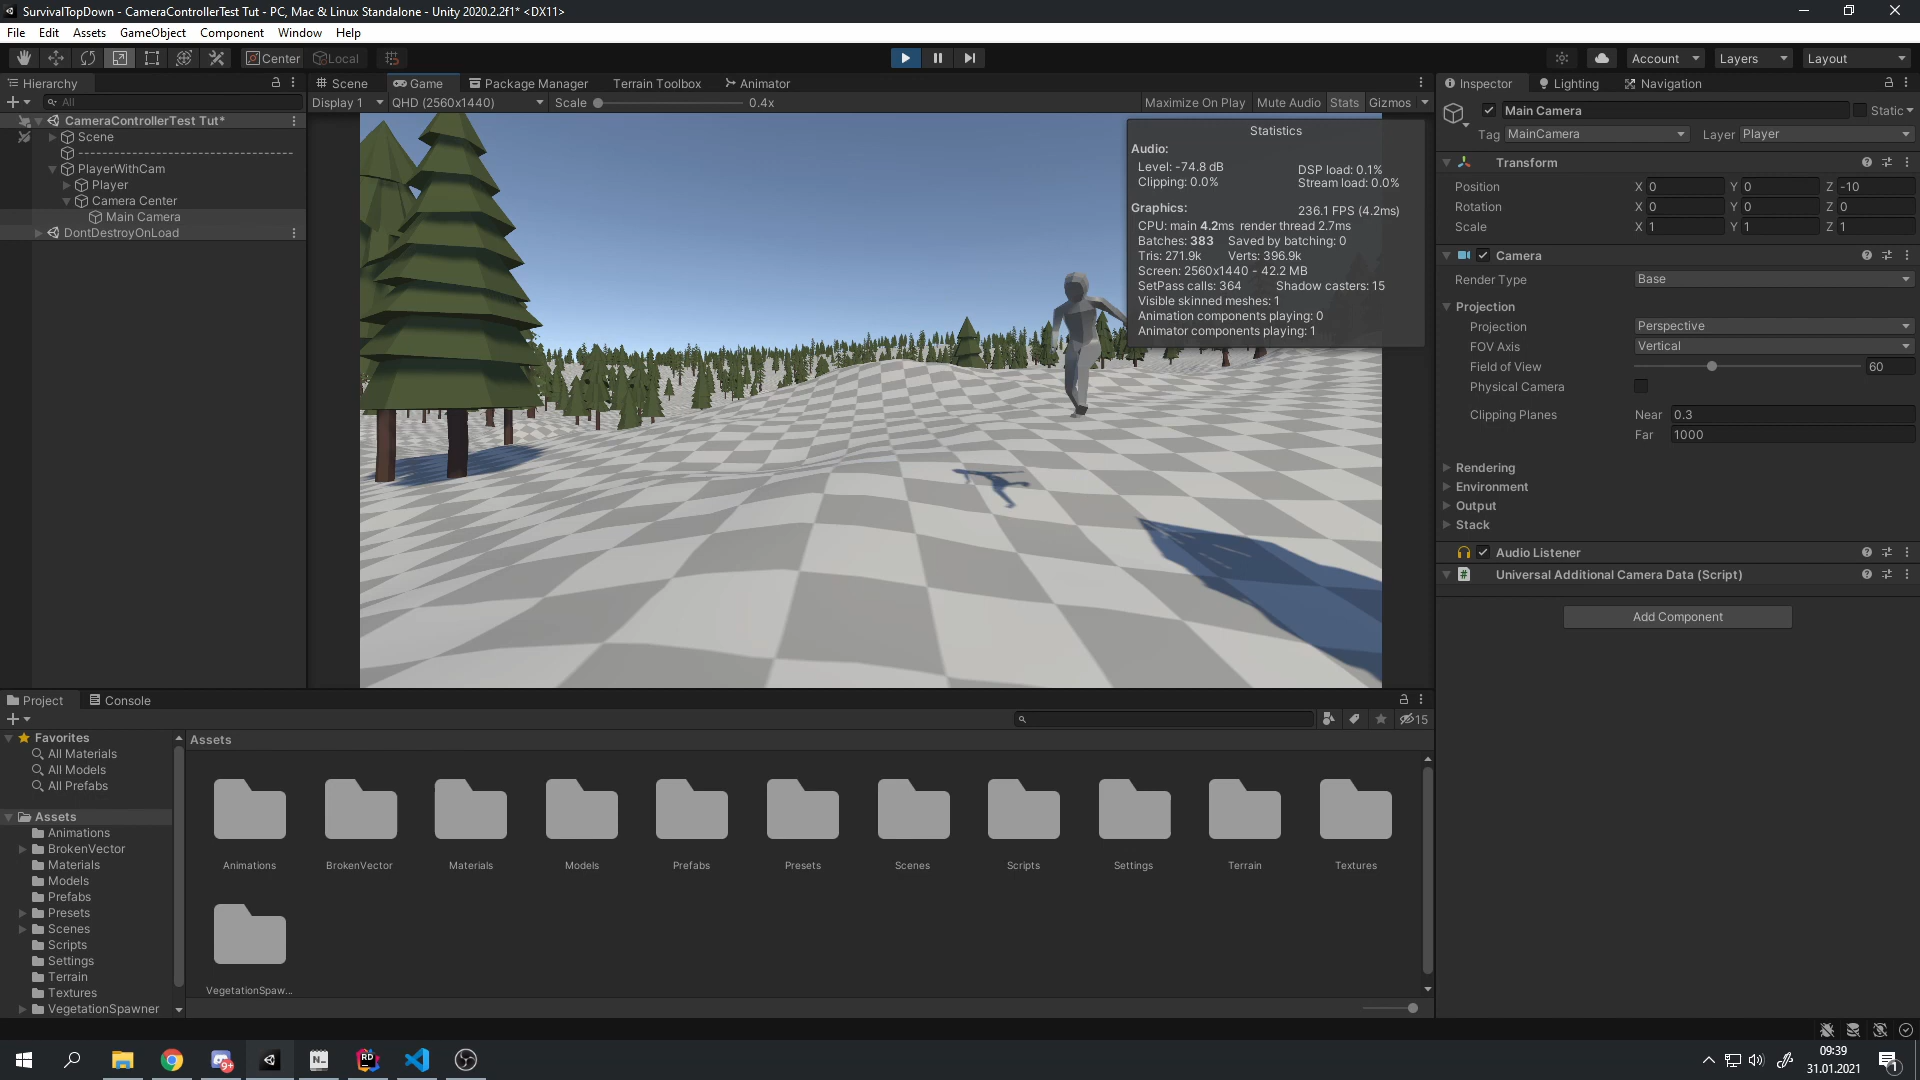 SurvivalTopDown - CameraControllerTest Tut - PC, Mac & Linux Standalone - Unity 2020.2.2f1* <DX11>
File Edit Assets GameObject Component Window Help
Center Local
Account Layers Layout
Hierarchy
All
CameraControllerTest Tut*
Scene
------------------------------------
PlayerWithCam
Player
Camera Center
Main Camera
DontDestroyOnLoad
Scene Game Package Manager Terrain Toolbox Animator
Display 1 QHD (2560x1440) Scale 0.4x Maximize On Play Mute Audio Stats Gizmos
Statistics
Audio:
Level: -74.8 dB DSP load: 0.1%
Clipping: 0.0% Stream load: 0.0%
Graphics: 236.1 FPS (4.2ms)
CPU: main 4.2ms render thread 2.7ms
Batches: 383 Saved by batching: 0
Tris: 271.9k Verts: 396.9k
Screen: 2560x1440 - 42.2 MB
SetPass calls: 364 Shadow casters: 15
Visible skinned meshes: 1
Animation components playing: 0
Animator components playing: 1
Inspector Lighting Navigation
Main Camera Static
Tag MainCamera Layer Player
Transform
Position X 0 Y 0 Z -10
Rotation X 0 Y 0 Z 0
Scale X 1 Y 1 Z 1
Camera
Render Type Base
Projection
Projection Perspective
FOV Axis Vertical
Field of View 60
Physical Camera
Clipping Planes Near 0.3
Far 1000
Rendering
Environment
Output
Stack
Audio Listener
# Universal Additional Camera Data (Script)
Add Component
Project Console
15
Favorites
All Materials
All Models
All Prefabs
Assets
Animations
BrokenVector
Materials
Models
Prefabs
Presets
Scenes
Scripts
Settings
Terrain
Textures
VegetationSpawner
Assets
Animations BrokenVector Materials Models Prefabs Presets Scenes Scripts Settings Terrain Textures
VegetationSpaw...
9+
N..
RD
09:39
31.01.2021
1